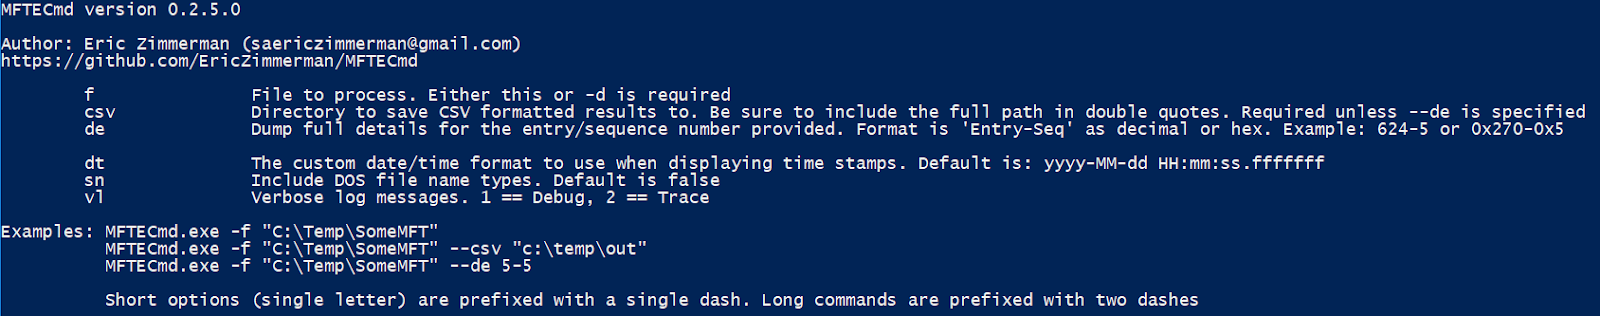 MFTECmd version 0.2.5.0
Author: Eric Zimmerman (saericzimmerman@gmail.com)
https://github.com/EricZimmerman/MFTECmd
f File to process. Either this or -d is required
csv Directory to save CSV formatted results to. Be sure to include the full path in double quotes. Required unless --de is specified
de Dump full details for the entry/sequence number provided. Format is 'Entry-Seq' as decimal or hex. Example: 624-5 or 0x270-0x5
dt The custom date/time format to use when displaying time stamps. Default is: yyyy-MM-dd HH:mm:ss.fffffff
sn Include DOS file name types. Default is false
vl Verbose log messages. 1 == Debug, 2 == Trace
Examples: MFTECmd.exe -f "C:\Temp\SomeMFT"
MFTECmd.exe -f "C:\Temp\SomeMFT" --csv "c:\temp\out"
MFTECmd.exe -f "C:\Temp\SomeMFT" --de 5-5
Short options (single letter) are prefixed with a single dash. Long commands are prefixed with two dashes